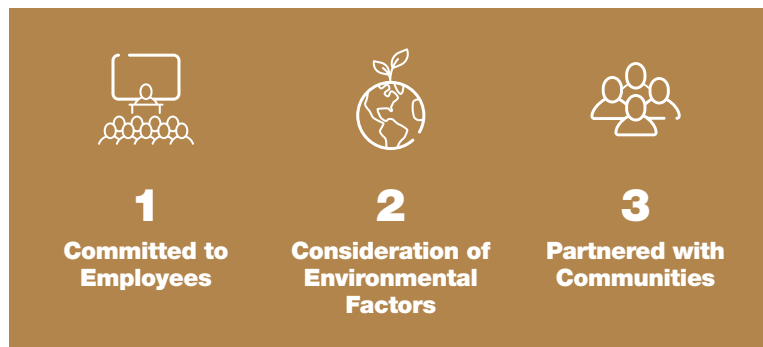 1
Committed to
Employees
2
Consideration of
Environmental
Factors
3
Partnered with
Communities